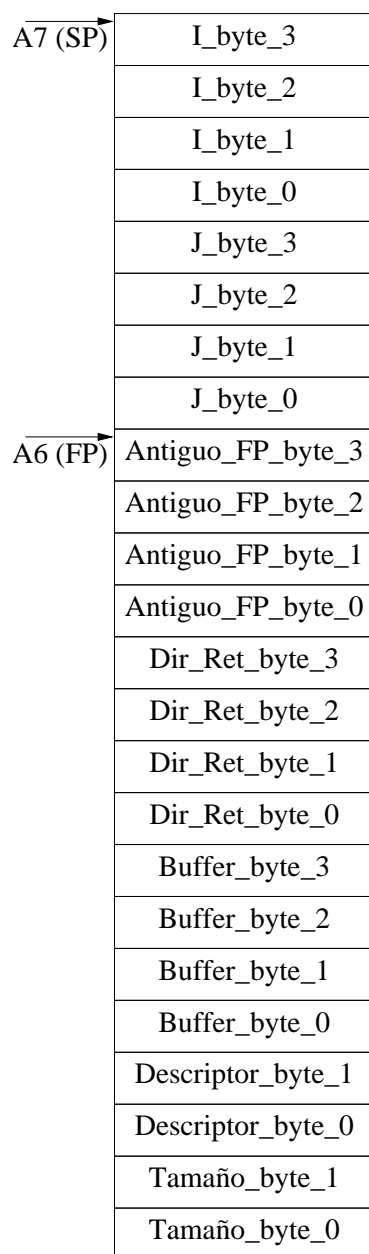 A7 (SP)
I_byte_3
I_byte_2
I_byte_1
I_byte_0
J_byte_3
J_byte_2
J_byte_1
J_byte_0
A6 (FP)
Antiguo_FP_byte_3
Antiguo_FP_byte_2
Antiguo_FP_byte_1
Antiguo_FP_byte_0
Dir_Ret_byte_3
Dir_Ret_byte_2
Dir_Ret_byte_1
Dir_Ret_byte_0
Buffer_byte_3
Buffer_byte_2
Buffer_byte_1
Buffer_byte_0
Descriptor_byte_1
Descriptor_byte_0
Tamaño_byte_1
Tamaño_byte_0